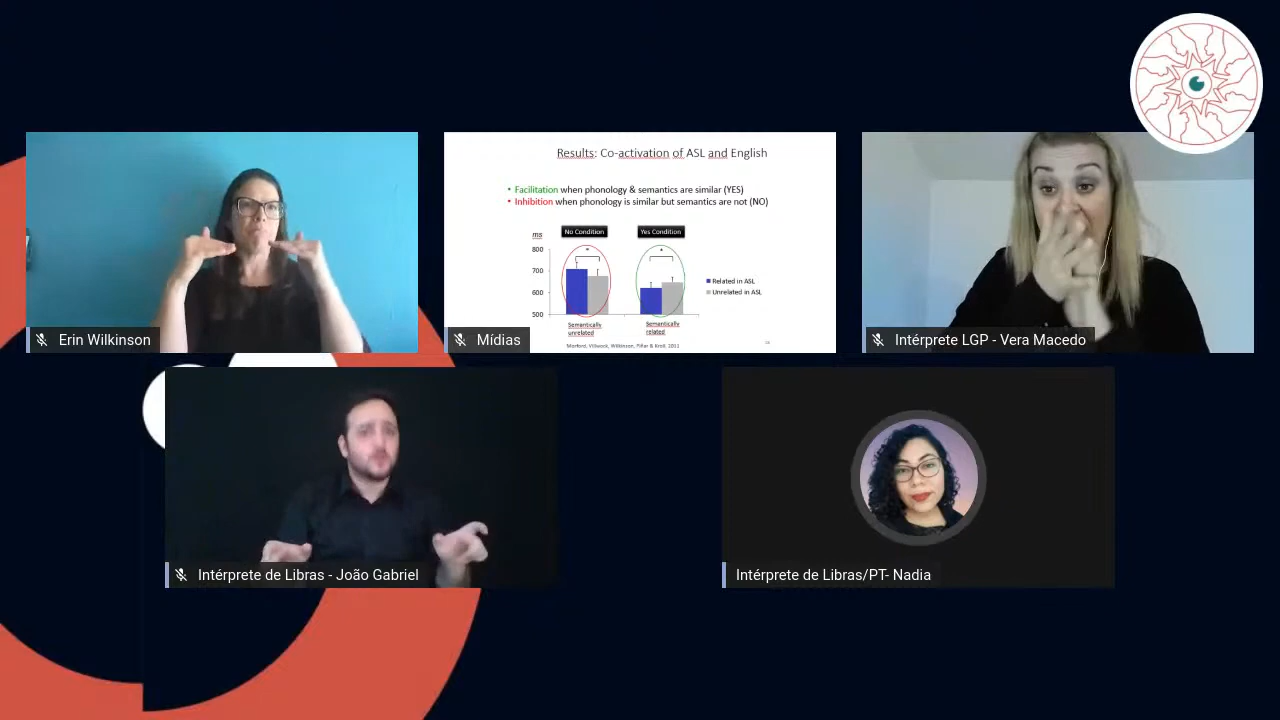 Results: Co-activation of ASL and English
• Facilitation when phonology & semantics are similar (YES)
• Inhibition when phonology is similar but semantics are not (NO)
ms
No Condition
Yes Condition
800
700
600
500
*
*
Related in ASL
Unrelated in ASL
Semantically
unrelated
Semantically
related
Morford, Wilkinson, Villwock, Piñar & Kroll, 2011
Erin Wilkinson
Mídias
Intérprete LGP - Vera Macedo
Intérprete de Libras - João Gabriel
Intérprete de Libras/PT- Nadia